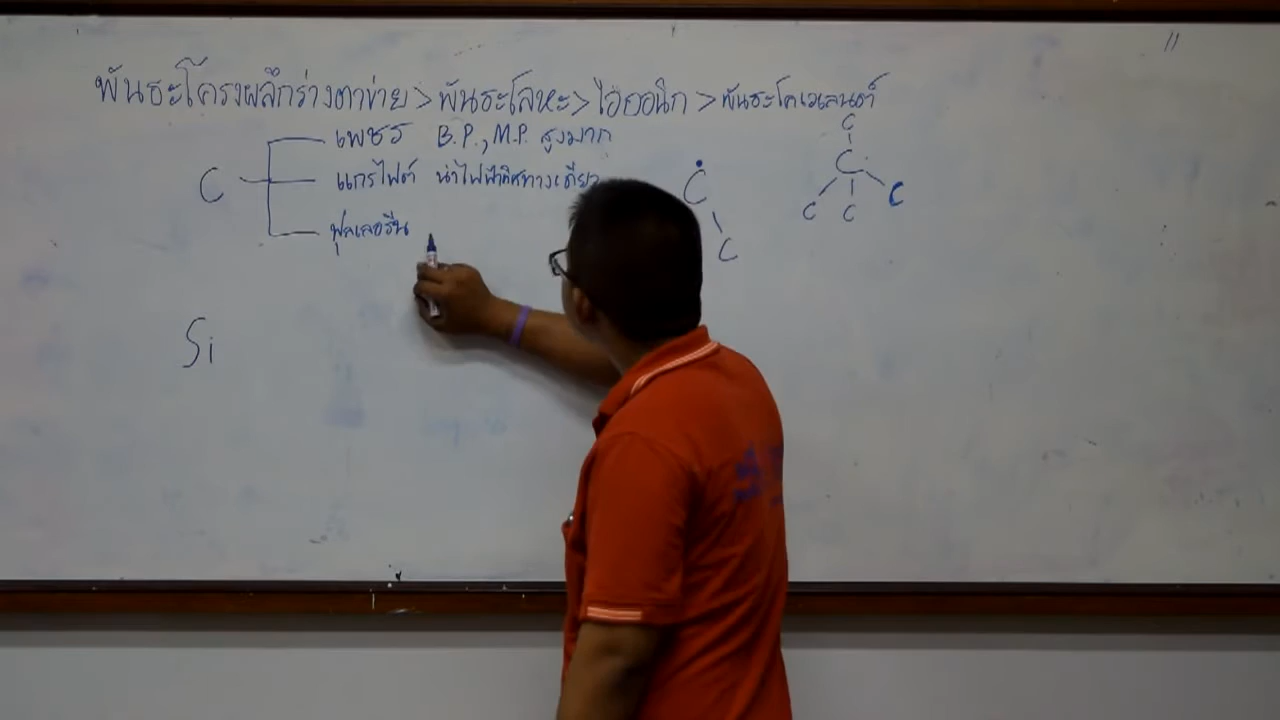 พันธะโครงผลึกร่างตาข่าย > พันธะโลหะ > ไอออนิก > พันธะโคเวเลนต์
เพชร B.P., M.P. สูงมาก
C แกรไฟต์ นำไฟฟ้าทิศทางเดียว
ฟูลเลอรีน
Si
C
C
C
C
C C C
C